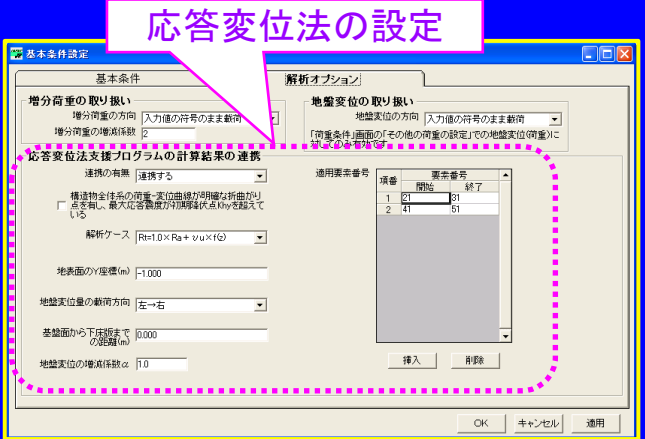 応答変位法の設定
基本条件設定
基本条件
解析オプション
増分荷重の取り扱い
増分荷重の方向 入力値の符号のまま載荷
増分荷重の増減係数 2
地盤変位の取り扱い
地盤変位の方向 入力値の符号のまま載荷
「荷重条件」画面の「その他の荷重の設定」での地盤変位(荷重)に
対してのみ有効です
応答変位法支援プログラムの計算結果の連携
連携の有無 連携する
構造物全体系の荷重-変位曲線が明確な折曲がり
点を有し、最大応答震度が初期降伏点Khyを超えて
いる
解析ケース Rt=1.0×Ra+νu×f(z)
地表面のY座標(m) -1.000
地盤変位量の載荷方向 左→右
基盤面から下床版まで
の距離(m) 0.000
地盤変位の増減係数α 1.0
適用要素番号
項番 要素番号
開始 終了
1 21 31
2 41 51
挿入 削除
OK キャンセル 適用